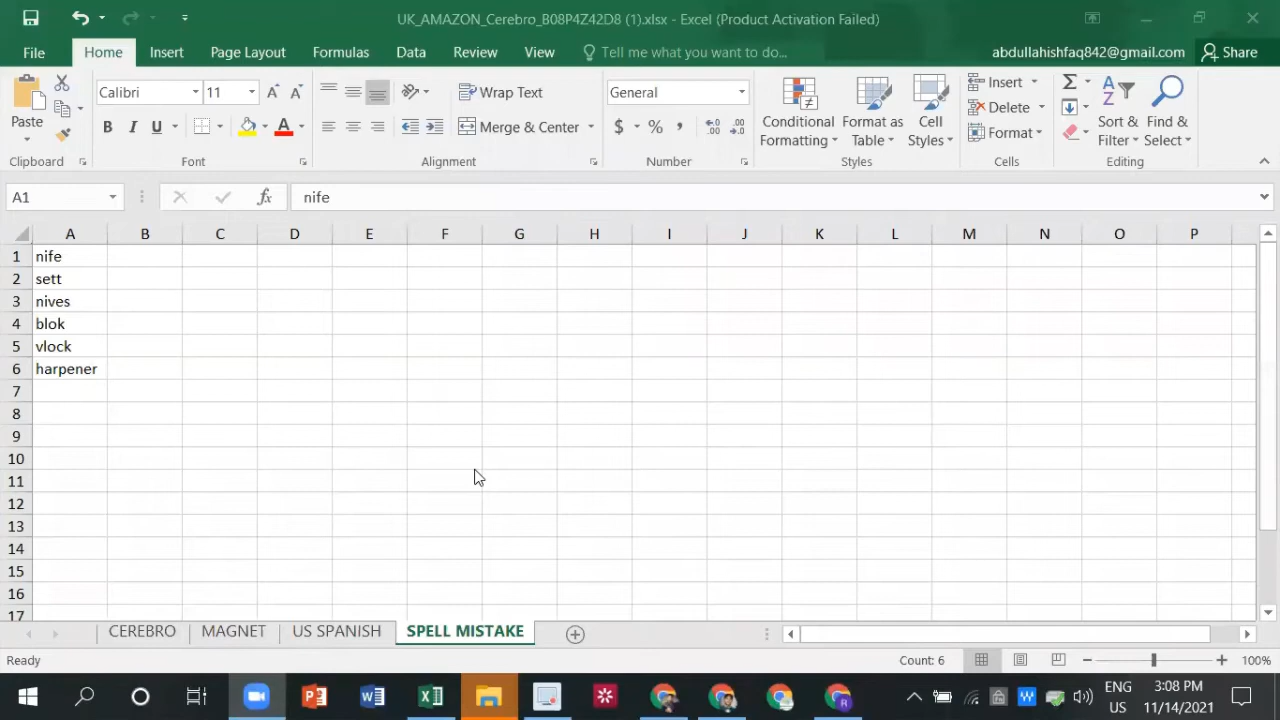 UK_AMAZON_Cerebro_B08P4Z42D8 (1).xlsx - Excel (Product Activation Failed)
File Home Insert Page Layout Formulas Data Review View Tell me what you want to do... abdullahishfaq842@gmail.com Share
Paste
Calibri 11
B I U A
Wrap Text
Merge & Center
General
$ % ,
Conditional Formatting
Format as Table
Cell Styles
Insert
Delete
Format
Sort & Filter
Find & Select
Clipboard Font Alignment Number Styles Cells Editing
A1 fx nife
A B C D E F G H I J K L M N O P
1 nife
2 sett
3 nives
4 blok
5 vlock
6 harpener
7
8
9
10
11
12
13
14
15
16
17
CEREBRO MAGNET US SPANISH SPELL MISTAKE
Ready Count: 6 100%
ENG 3:08 PM
US 11/14/2021